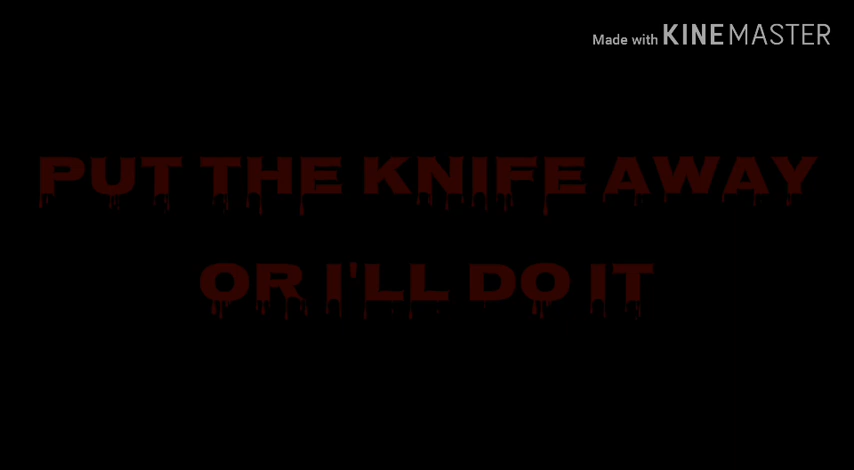 Made with KINEMASTER
PUT THE KNIFE AWAY
OR I'LL DO IT